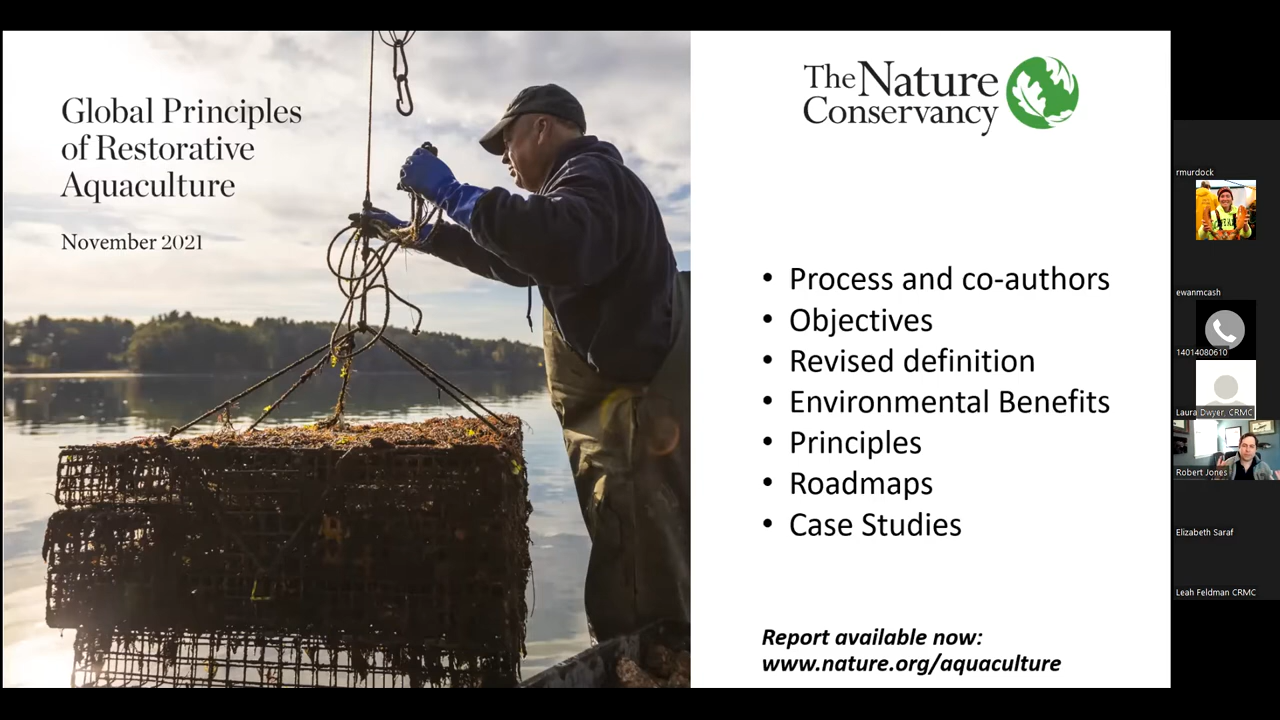 Global Principles
of Restorative
Aquaculture
November 2021
The Nature
Conservancy
• Process and co-authors
• Objectives
• Revised definition
• Environmental Benefits
• Principles
• Roadmaps
• Case Studies
Report available now:
www.nature.org/aquaculture
rmurdock
ewanmcash
14014080610
Laura Dwyer, CRMC
Robert Jones
Elizabeth Saraf
Leah Feldman CRMC